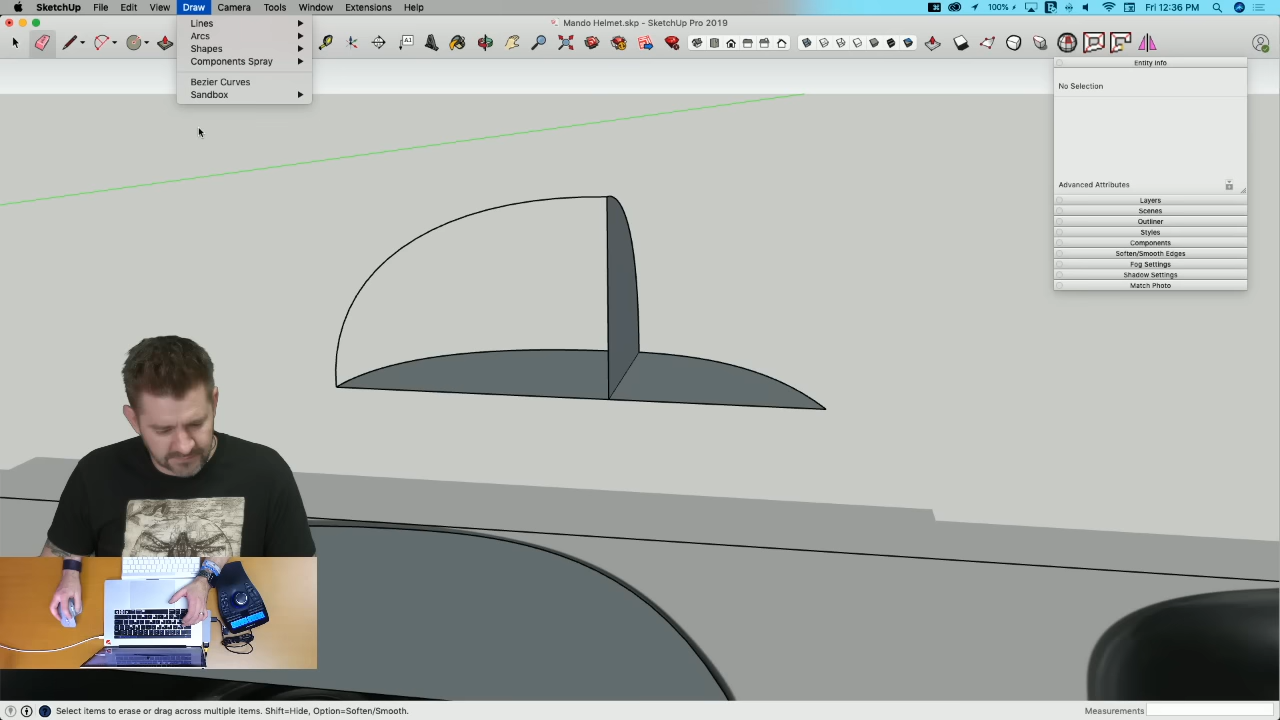 SketchUp File Edit View Draw Camera Tools Window Extensions Help 100% Fri 12:36 PM
Mando Helmet.skp - SketchUp Pro 2019
Lines
Arcs
Shapes
Components Spray
Bezier Curves
Sandbox
Entity Info
No Selection
Advanced Attributes
Layers
Scenes
Outliner
Styles
Components
Soften/Smooth Edges
Fog Settings
Shadow Settings
Match Photo
Select items to erase or drag across multiple items. Shift=Hide, Option=Soften/Smooth.
Measurements